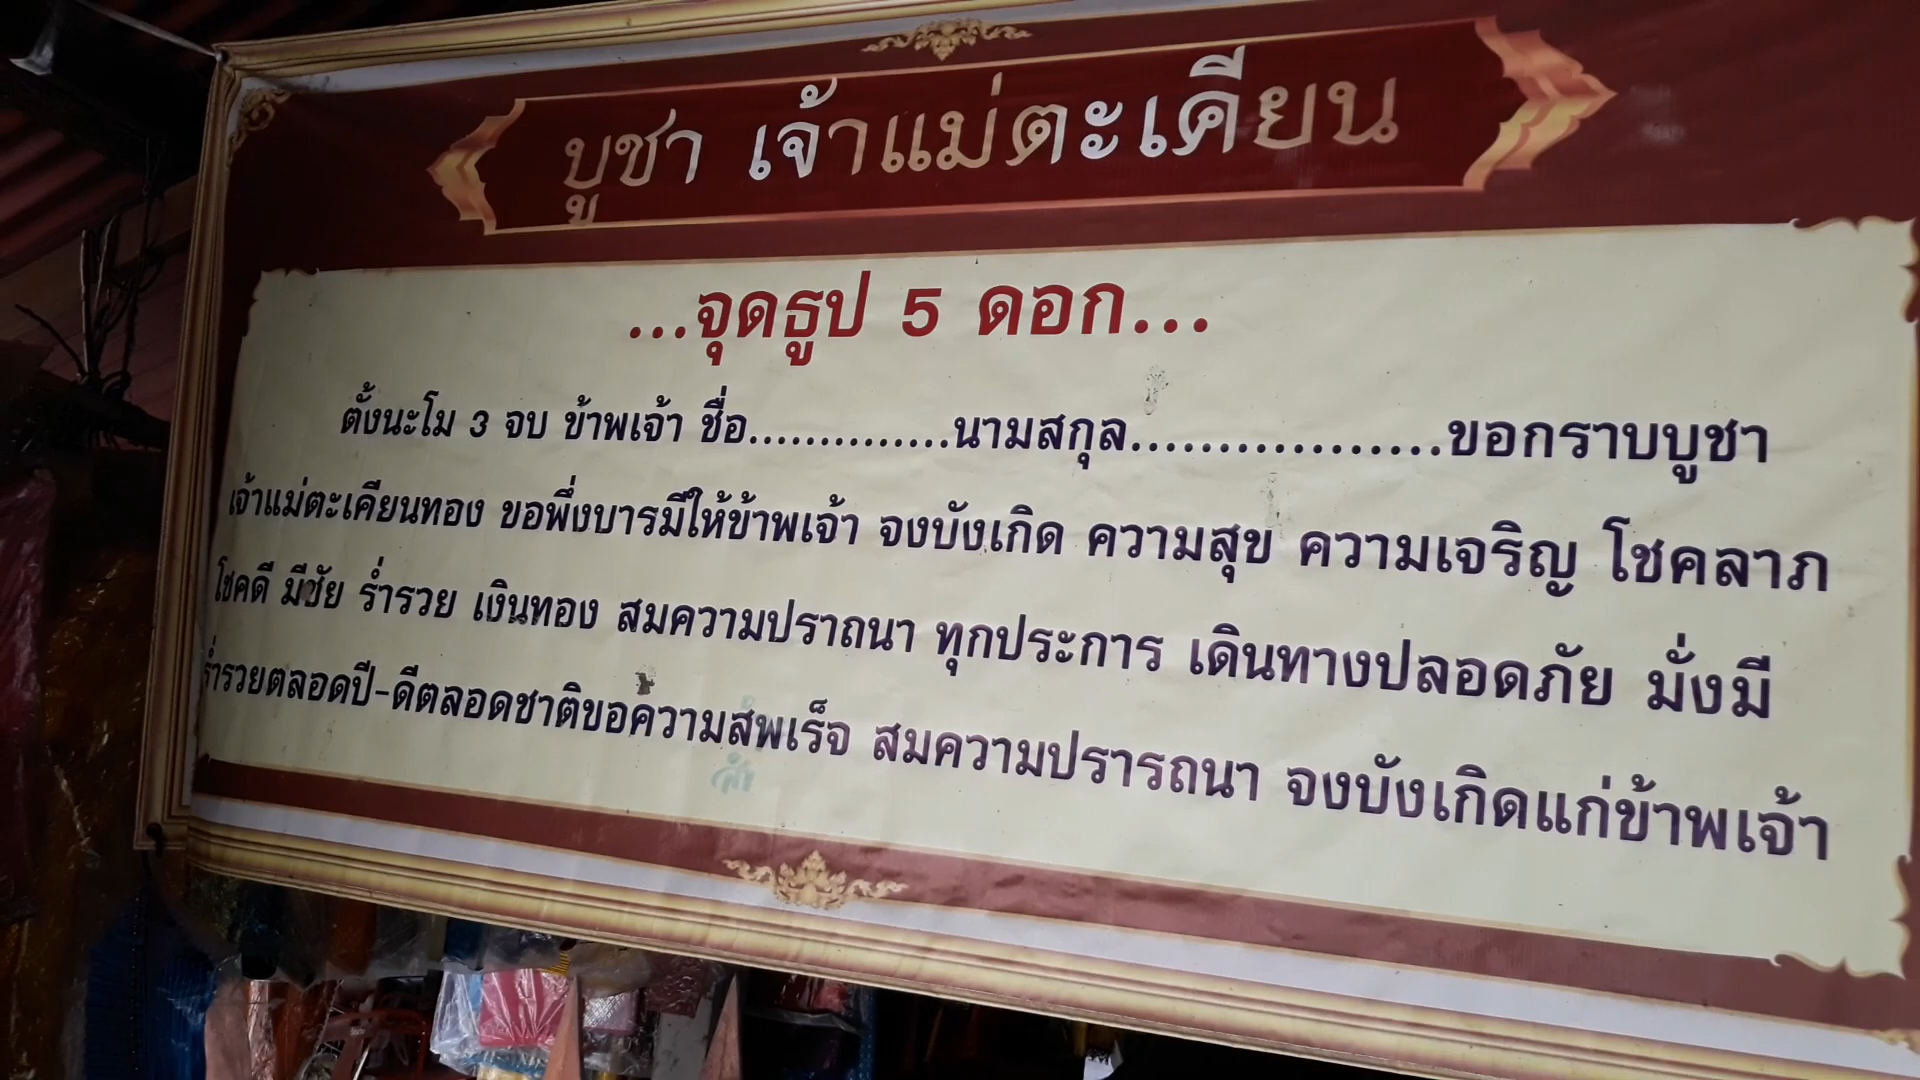 บูชา เจ้าแม่ตะเคียน
...จุดธูป 5 ดอก...
ตั้งนะโม 3 จบ ข้าพเจ้า ชื่อ..............นามสกุล..................ขอกราบบูชา
เจ้าแม่ตะเคียนทอง ขอพึ่งบารมีให้ข้าพเจ้า จงบังเกิด ความสุข ความเจริญ โชคลาภ
โชคดี มีชัย ร่ำรวย เงินทอง สมความปราถนา ทุกประการ เดินทางปลอดภัย มั่งมี
ร่ำรวยตลอดปี-ดีตลอดชาติขอความส่พเร็จ สมความปรารถนา จงบังเกิดแก่ข้าพเจ้า